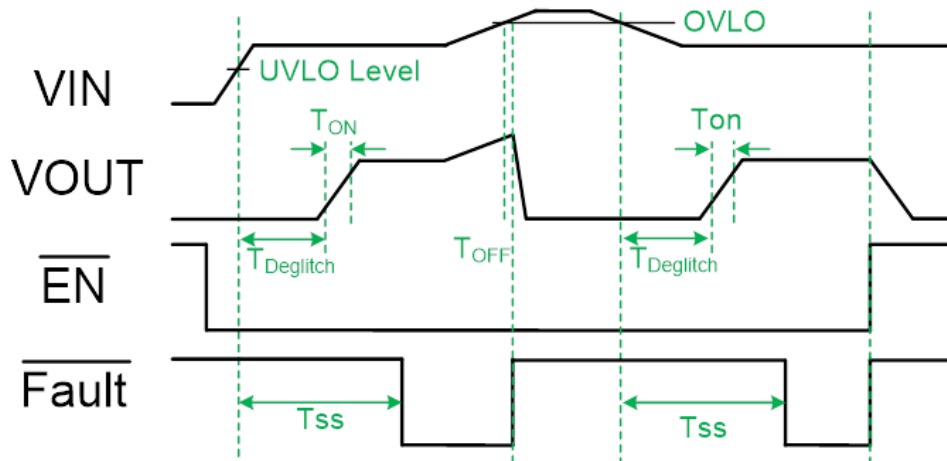 OVLO
UVLO Level
VIN
TON
Ton
VOUT
TDeglitch
TOFF
TDeglitch
EN
Fault
Tss
Tss